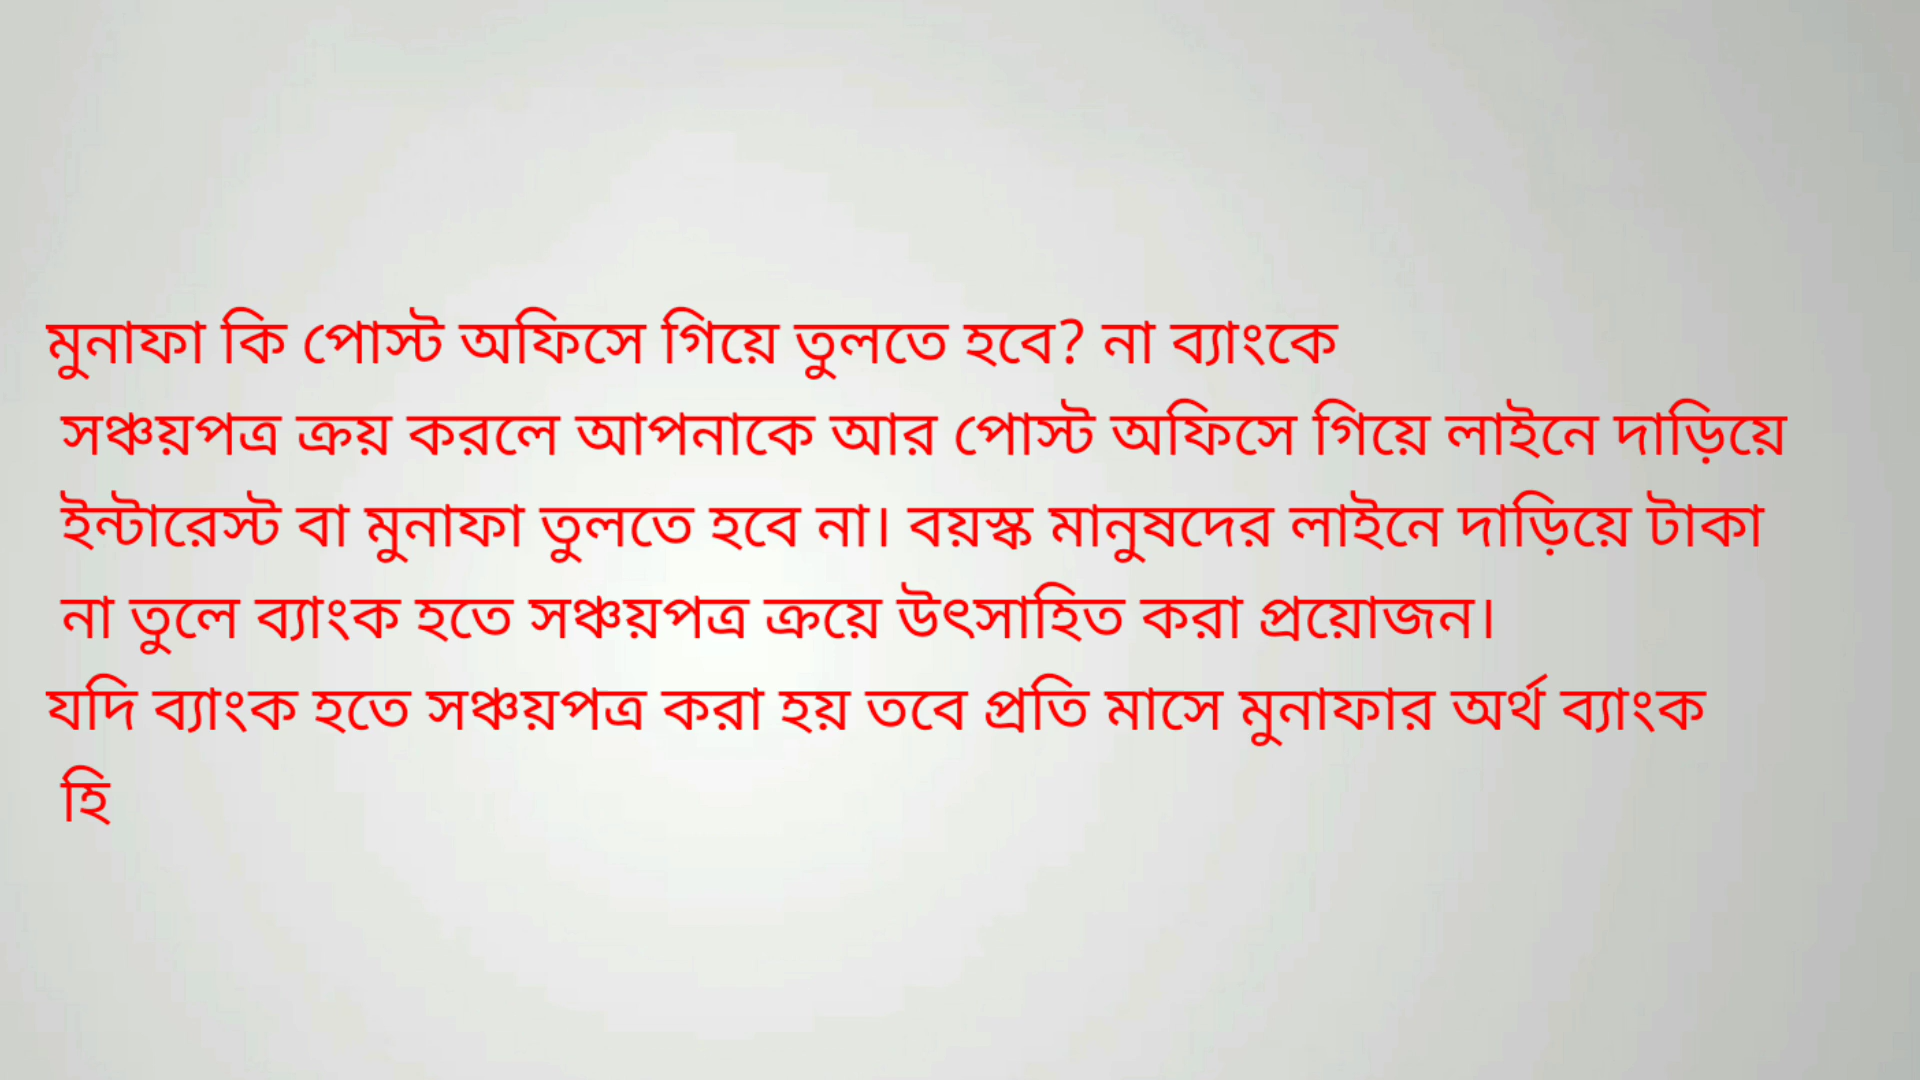 মুনাফা কি পোস্ট অফিসে গিয়ে তুলতে হবে? না ব্যাংকে
সঞ্চয়পত্র ক্রয় করলে আপনাকে আর পোস্ট অফিসে গিয়ে লাইনে দাড়িয়ে
ইন্টারেস্ট বা মুনাফা তুলতে হবে না। বয়স্ক মানুষদের লাইনে দাড়িয়ে টাকা
না তুলে ব্যাংক হতে সঞ্চয়পত্র ক্রয়ে উৎসাহিত করা প্রয়োজন।
যদি ব্যাংক হতে সঞ্চয়পত্র করা হয় তবে প্রতি মাসে মুনাফার অর্থ ব্যাংক
হি